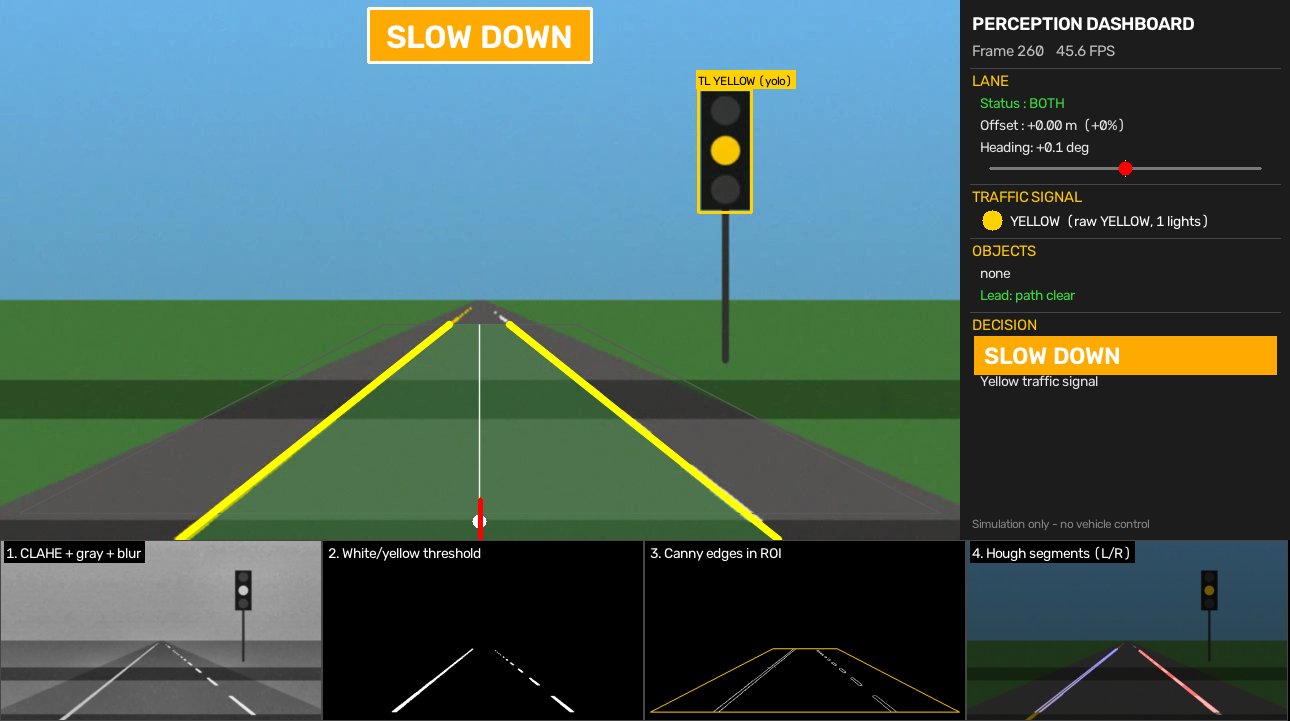 SLOW DOWN
TL YELLOW (yolo)
PERCEPTION DASHBOARD
Frame 260 45.6 FPS
LANE
Status : BOTH
Offset : +0.00 m (+0%)
Heading: +0.1 deg
TRAFFIC SIGNAL
YELLOW (raw YELLOW, 1 lights)
OBJECTS
none
Lead: path clear
DECISION
SLOW DOWN
Yellow traffic signal
Simulation only - no vehicle control
1. CLAHE + gray + blur
2. White/yellow threshold
3. Canny edges in ROI
4. Hough segments (L/R)